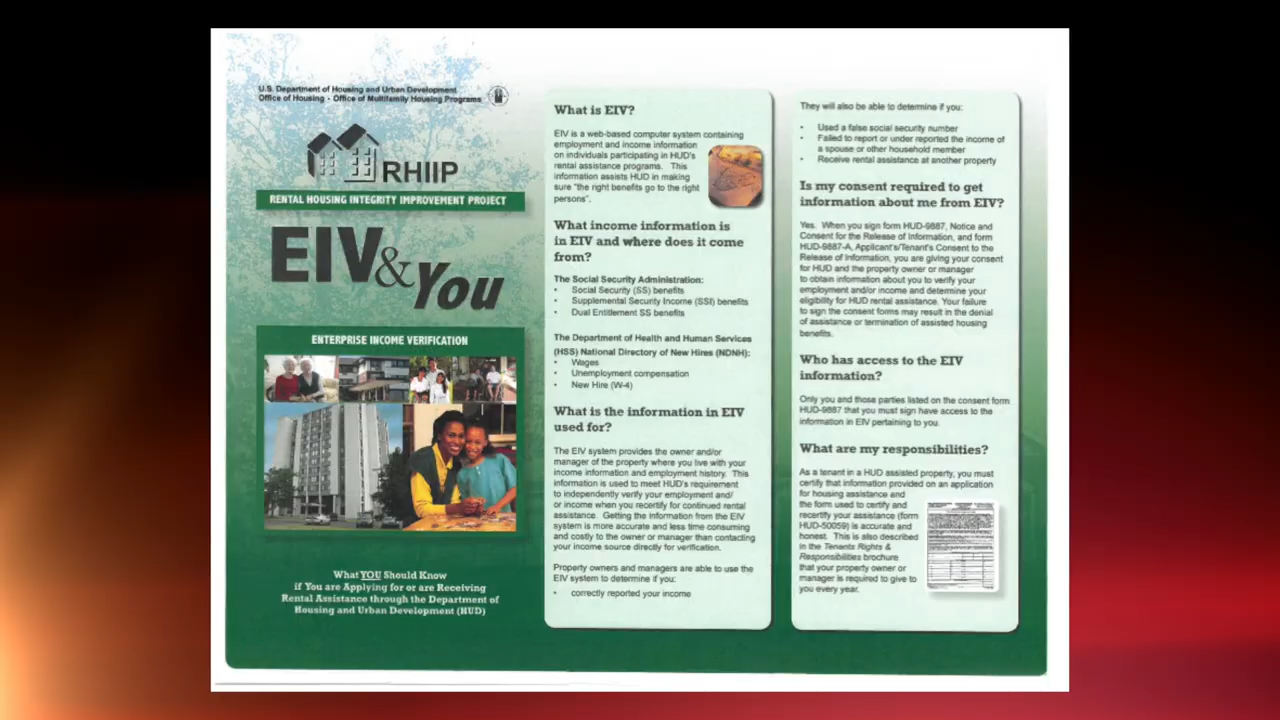 U.S. Department of Housing and Urban Development
Office of Housing • Office of Multifamily Housing Programs
RHIIP
RENTAL HOUSING INTEGRITY IMPROVEMENT PROJECT
EIV & You
ENTERPRISE INCOME VERIFICATION
What YOU Should Know
if You are Applying for or are Receiving
Rental Assistance through the Department of
Housing and Urban Development (HUD)
What is EIV?
EIV is a web-based computer system containing
employment and income information
on individuals participating in HUD's
rental assistance programs. This
information assists HUD in making
sure "the right benefits go to the right
persons".
What income information is
in EIV and where does it come
from?
The Social Security Administration:
• Social Security (SS) benefits
• Supplemental Security Income (SSI) benefits
• Dual Entitlement SS benefits
The Department of Health and Human Services
(HSS) National Directory of New Hires (NDNH):
• Wages
• Unemployment compensation
• New Hire (W-4)
What is the information in EIV
used for?
The EIV system provides the owner and/or
manager of the property where you live with your
income information and employment history. This
information is used to meet HUD's requirement
to independently verify your employment and/
or income when you recertify for continued rental
assistance. Getting the information from the EIV
system is more accurate and less time consuming
and costly to the owner or manager than contacting
your income source directly for verification.
Property owners and managers are able to use the
EIV system to determine if you:
• correctly reported your income
They will also be able to determine if you:
• Used a false social security number
• Failed to report or under reported the income of
a spouse or other household member
• Receive rental assistance at another property
Is my consent required to get
information about me from EIV?
Yes. When you sign form HUD-9887, Notice and
Consent for the Release of Information, and form
HUD-9887-A, Applicant's/Tenant's Consent to the
Release of Information, you are giving your consent
for HUD and the property owner or manager
to obtain information about you to verify your
employment and/or income and determine your
eligibility for HUD rental assistance. Your failure
to sign the consent forms may result in the denial
of assistance or termination of assisted housing
benefits.
Who has access to the EIV
information?
Only you and those parties listed on the consent form
HUD-9887 that you must sign have access to the
information in EIV pertaining to you.
What are my responsibilities?
As a tenant in a HUD assisted property, you must
certify that information provided on an application
for housing assistance and
the form used to certify and
recertify your assistance (form
HUD-50059) is accurate and
honest. This is also described
in the Tenants Rights &
Responsibilities brochure
that your property owner or
manager is required to give to
you every year.